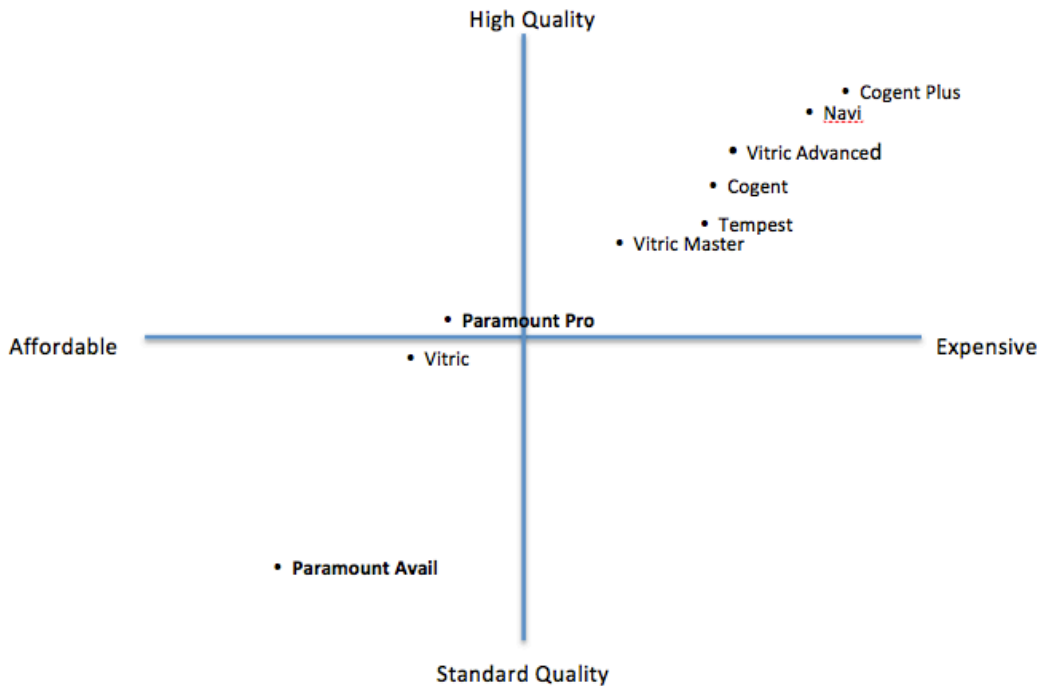 High Quality
Cogent Plus
Navi
Vitric Advanced
Cogent
Tempest
Vitric Master
Paramount Pro
Affordable
Expensive
Vitric
Paramount Avail
Standard Quality